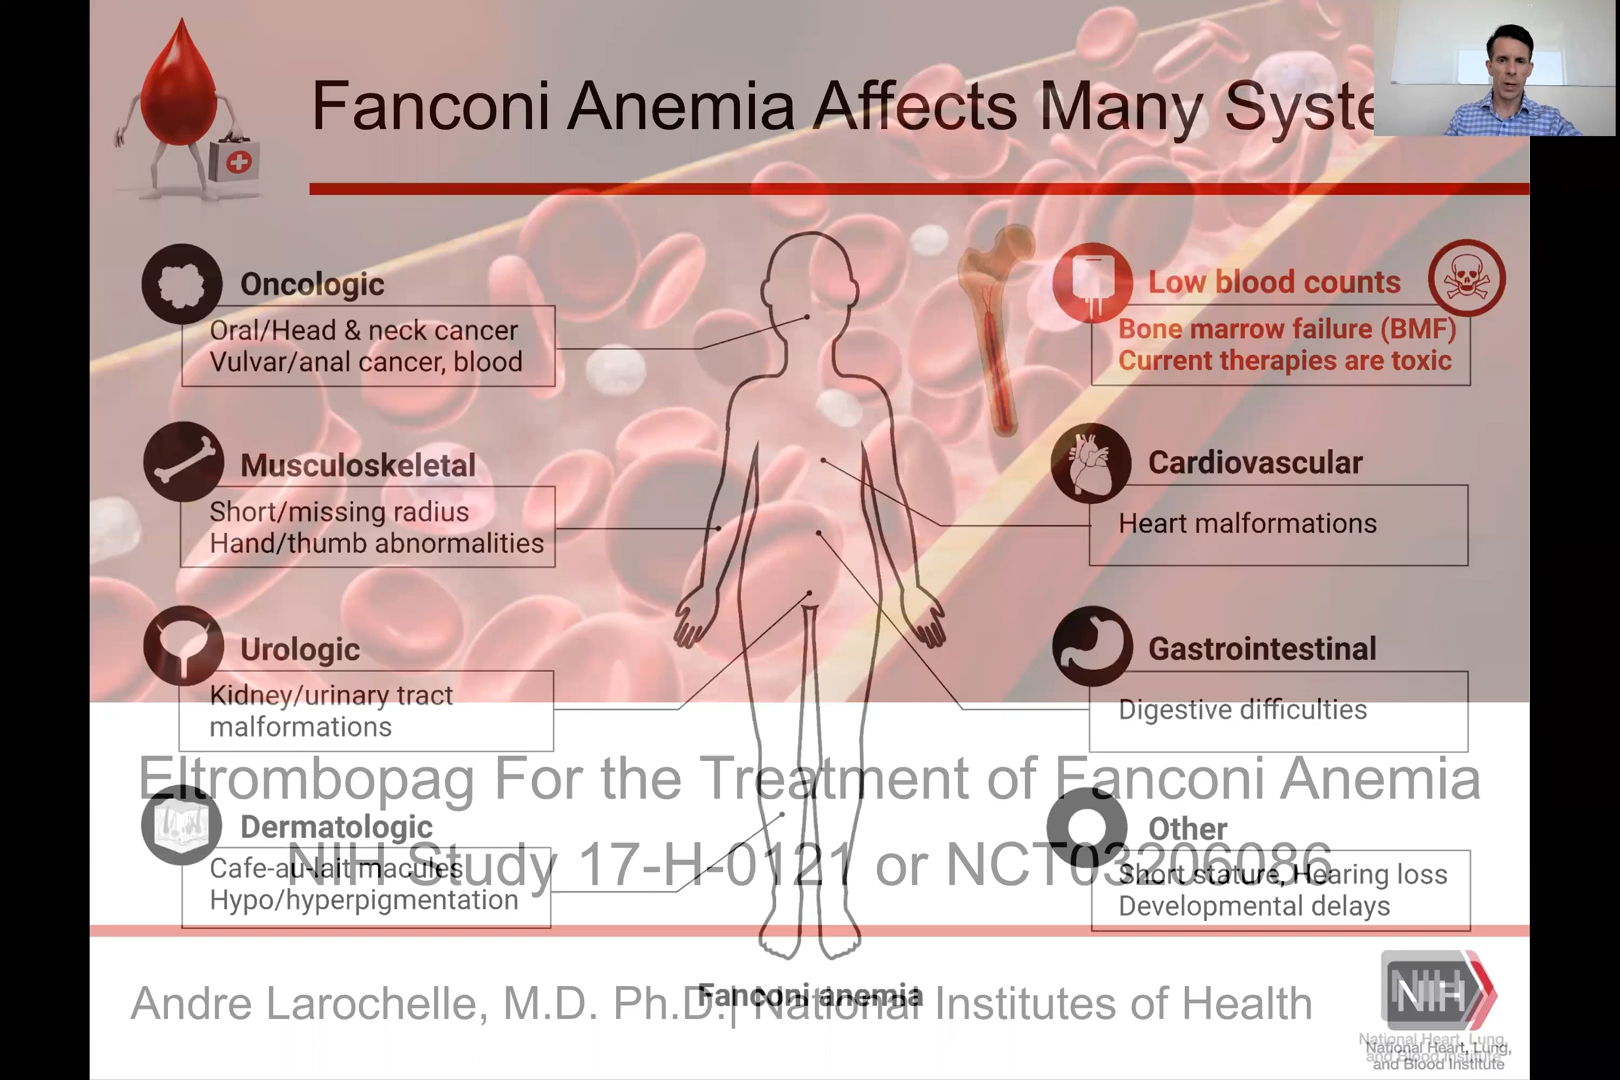 Fanconi Anemia Affects Many Syste
Oncologic
Oral/Head & neck cancer
Vulvar/anal cancer, blood
Musculoskeletal
Short/missing radius
Hand/thumb abnormalities
Urologic
Kidney/urinary tract
malformations
Dermatologic
Cafe-au-lait macules
Hypo/hyperpigmentation
Low blood counts
Bone marrow failure (BMF)
Current therapies are toxic
Cardiovascular
Heart malformations
Gastrointestinal
Digestive difficulties
Other
Short stature, Hearing loss
Developmental delays
Fanconi anemia
Eltrombopag For the Treatment of Fanconi Anemia
NIH Study 17-H-0121 or NCT03206086
Andre Larochelle, M.D. Ph.D.| National Institutes of Health
NIH
National Heart, Lung,
and Blood Institute